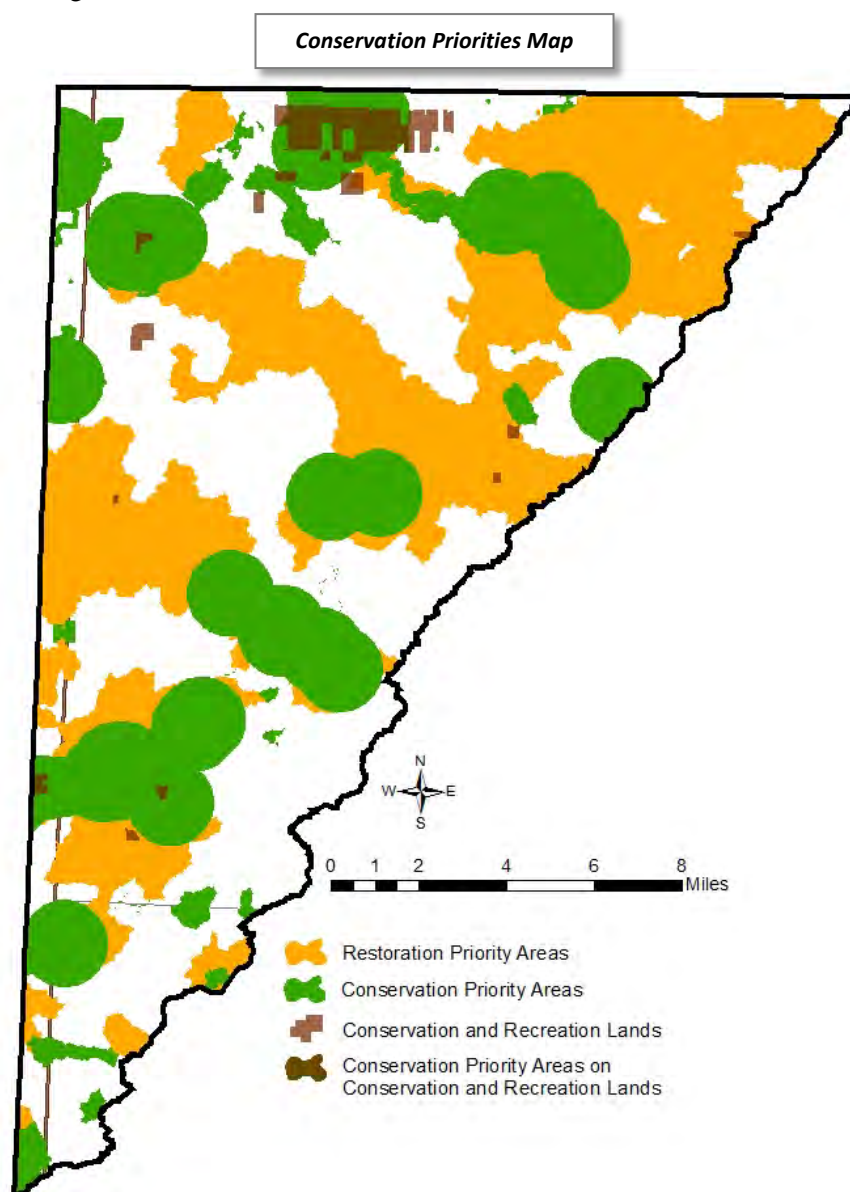 Conservation Priorities Map
N
W E
S
0 1 2 4 6 8
Miles
Restoration Priority Areas
Conservation Priority Areas
Conservation and Recreation Lands
Conservation Priority Areas on
Conservation and Recreation Lands